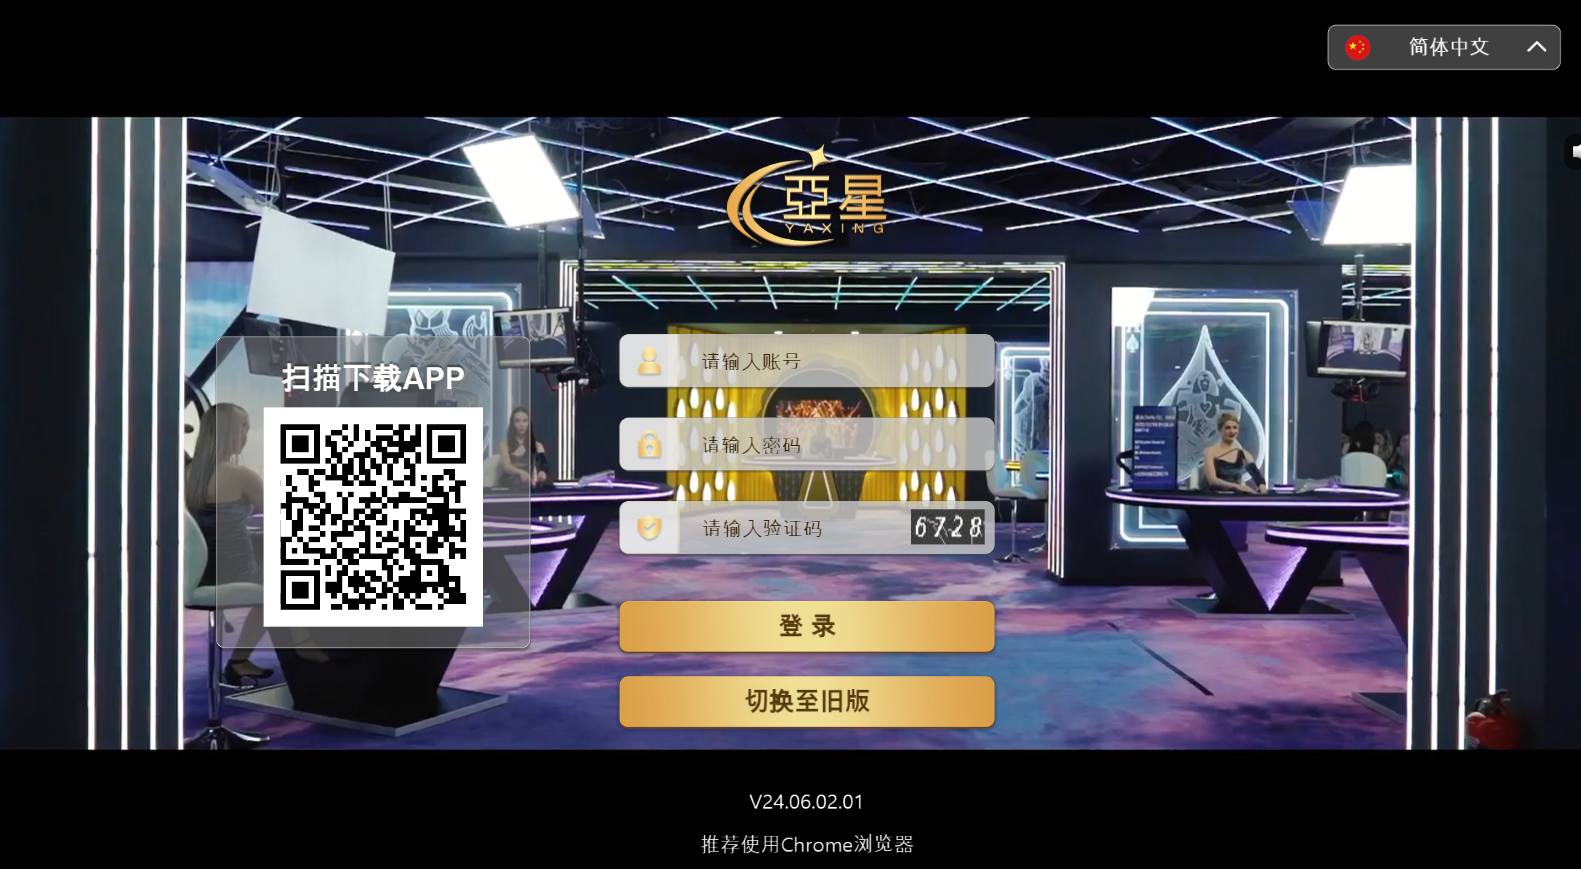 简体中文
亞星
YAXING
扫描下载APP
请输入账号
请输入密码
请输入验证码
6728
登录
切换至旧版
V24.06.02.01
推荐使用Chrome浏览器